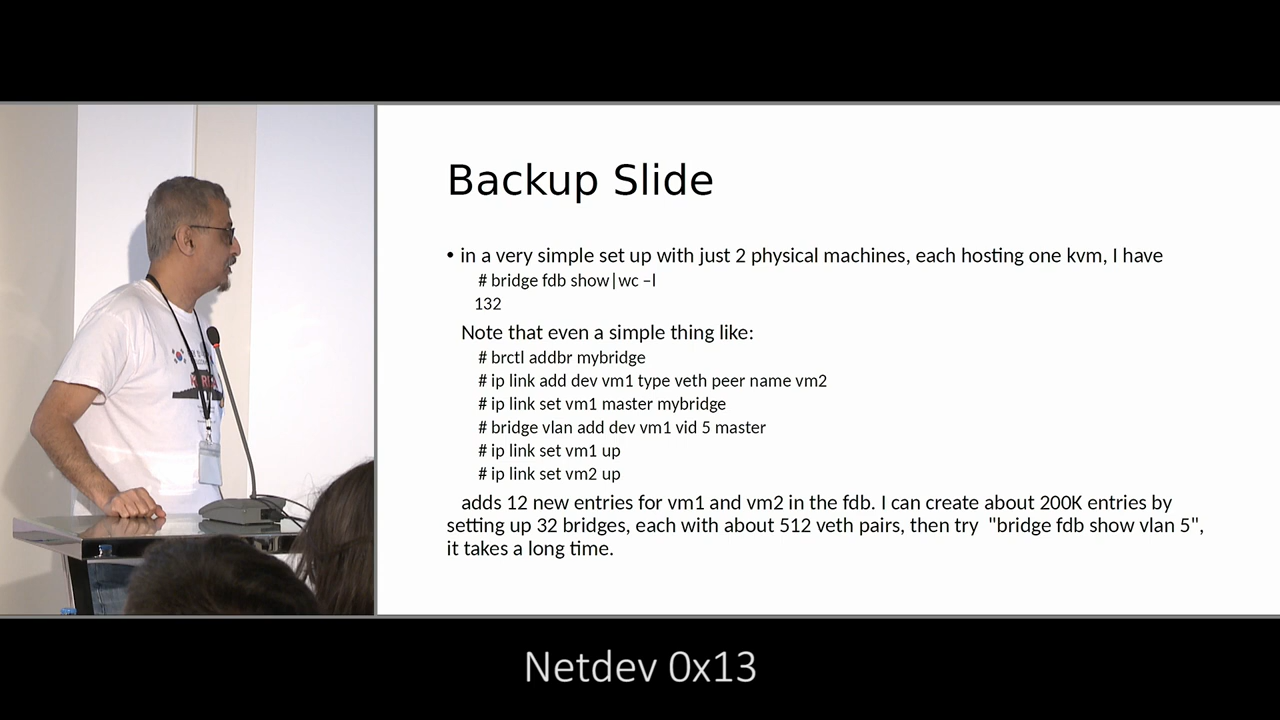 Backup Slide
• in a very simple set up with just 2 physical machines, each hosting one kvm, I have
# bridge fdb show|wc –l
132
Note that even a simple thing like:
# brctl addbr mybridge
# ip link add dev vm1 type veth peer name vm2
# ip link set vm1 master mybridge
# bridge vlan add dev vm1 vid 5 master
# ip link set vm1 up
# ip link set vm2 up
adds 12 new entries for vm1 and vm2 in the fdb. I can create about 200K entries by
setting up 32 bridges, each with about 512 veth pairs, then try "bridge fdb show vlan 5",
it takes a long time.
Netdev 0x13